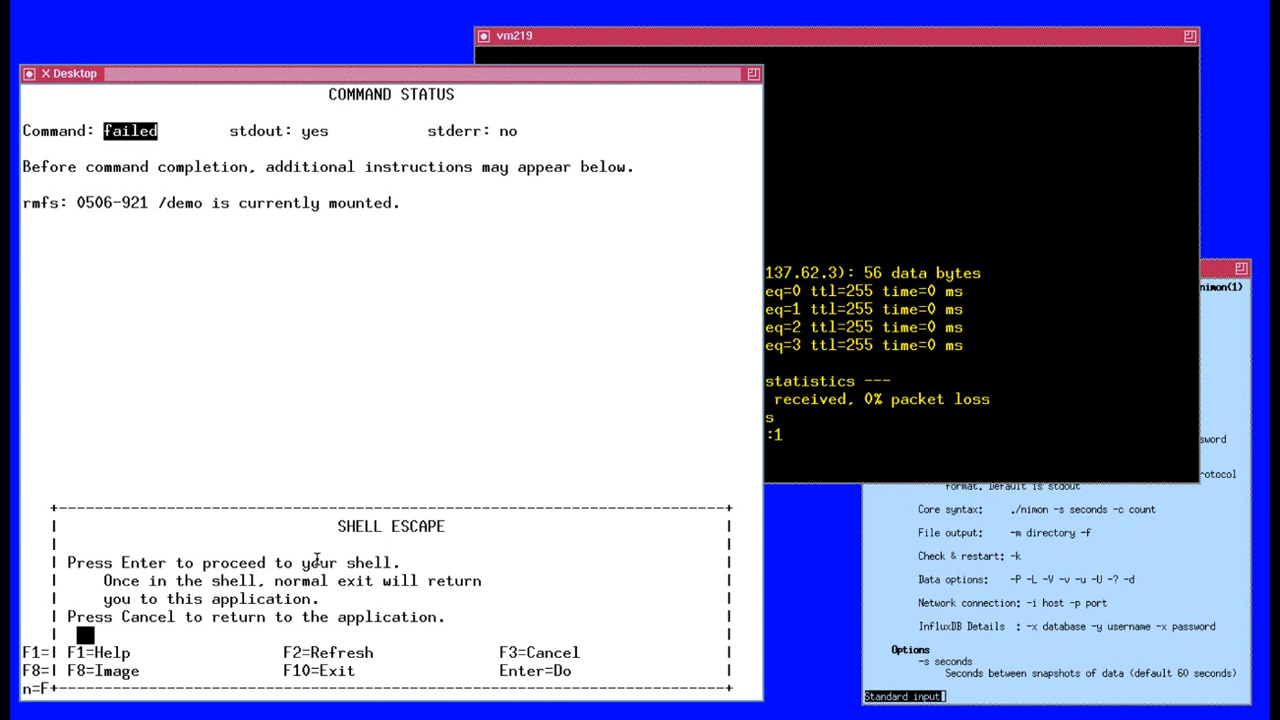 vm219
X Desktop
COMMAND STATUS
Command: failed stdout: yes stderr: no
Before command completion, additional instructions may appear below.
rmfs: 0506-921 /demo is currently mounted.
SHELL ESCAPE
Press Enter to proceed to your shell.
Once in the shell, normal exit will return
you to this application.
Press Cancel to return to the application.
F1= F1=Help F2=Refresh F3=Cancel
F8= F8=Image F10=Exit Enter=Do
n=F
137.62.3): 56 data bytes
eq=0 ttl=255 time=0 ms
eq=1 ttl=255 time=0 ms
eq=2 ttl=255 time=0 ms
eq=3 ttl=255 time=0 ms
statistics ---
received, 0% packet loss
s
:1
nimon(1)
sword
rotocol
format. Default is stdout
Core syntax: ./nimon -s seconds -c count
File output: -m directory -f
Check & restart: -k
Data options: -P -L -V -v -u -U -? -d
Network connection: -i host -p port
InfluxDB Details : -x database -y username -x password
Options
-s seconds
Seconds between snapshots of data (default 60 seconds)
Standard input